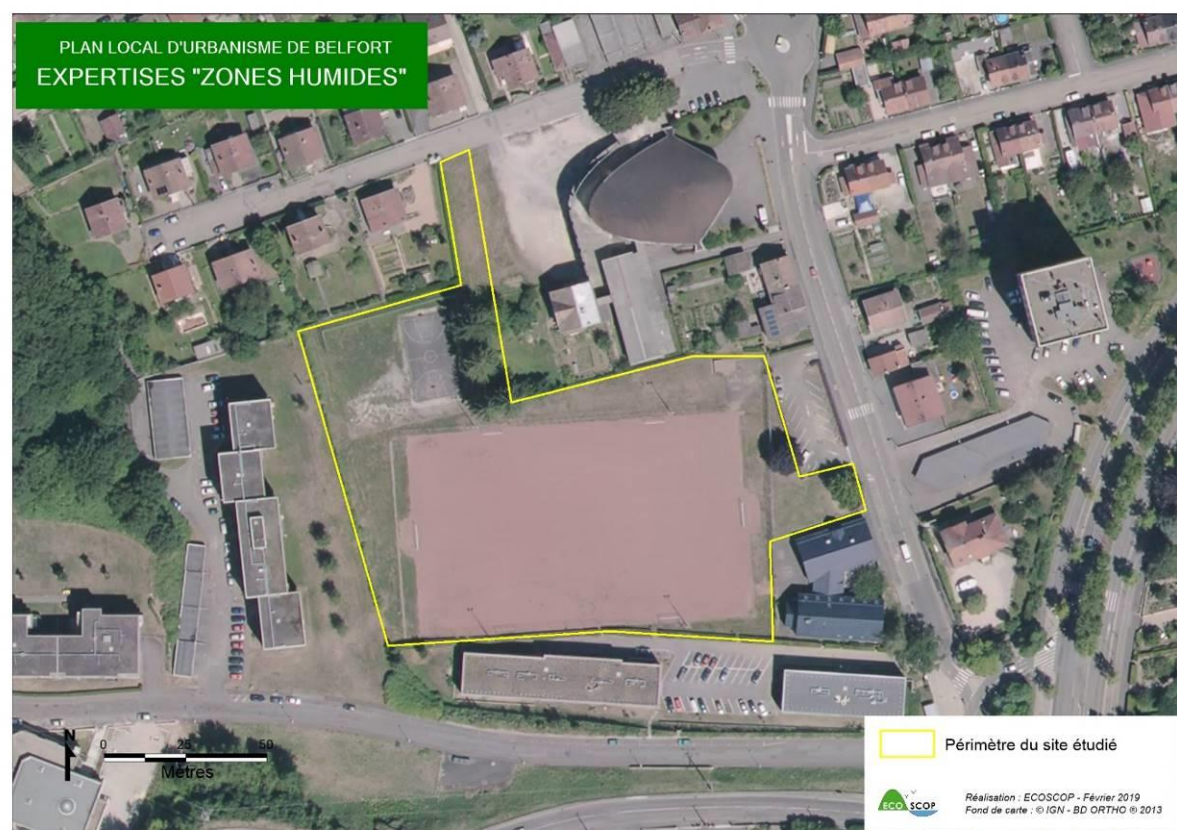 PLAN LOCAL D'URBANISME DE BELFORT
EXPERTISES "ZONES HUMIDES"
N
0 25 50
Mètres
Périmètre du site étudié
ECO SCOP
Réalisation : ECOSCOP - Février 2019
Fond de carte : © IGN - BD ORTHO ® 2013